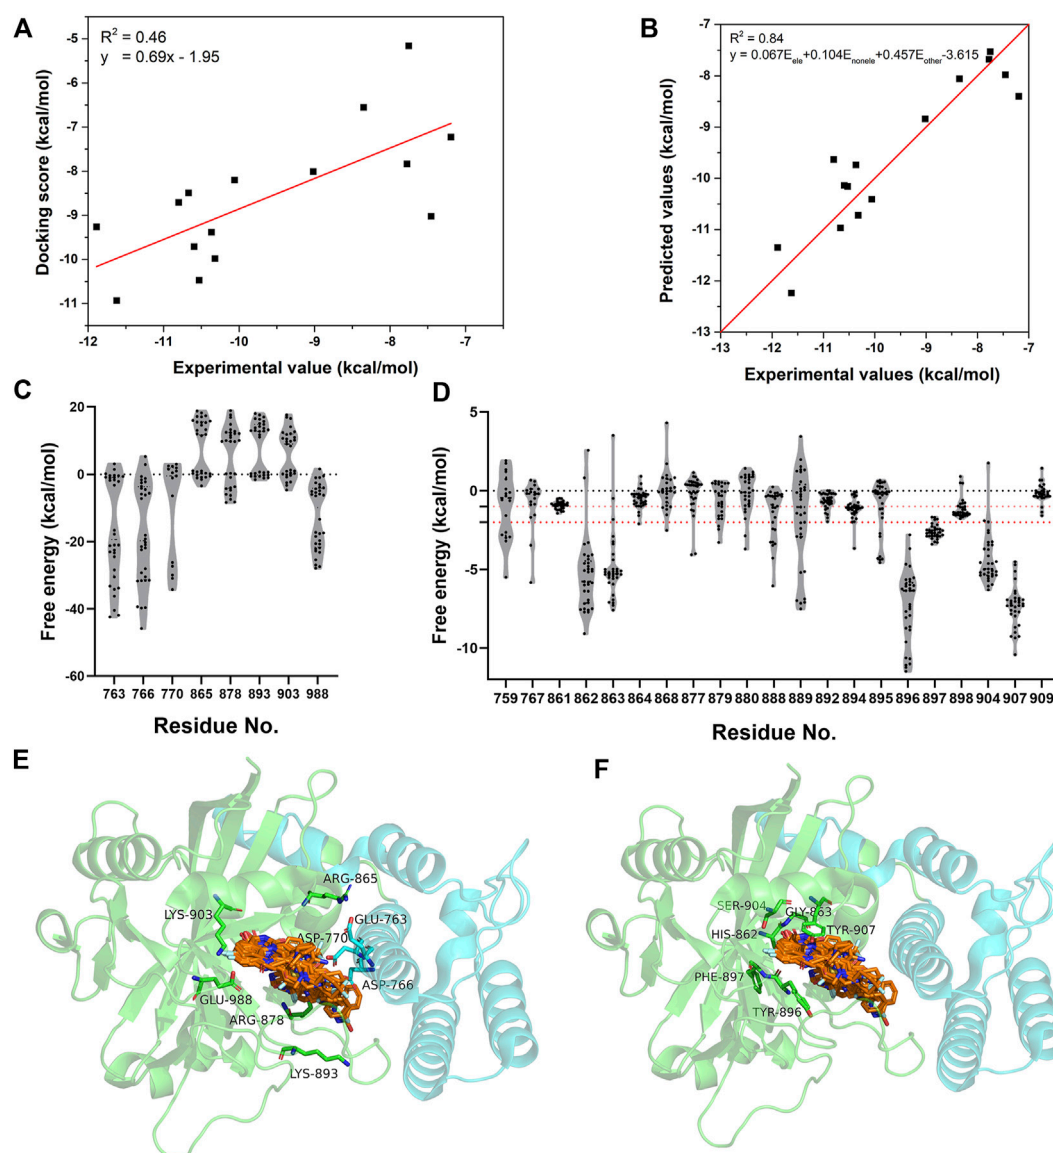 A
R² = 0.46
y = 0.69x - 1.95
Docking score (kcal/mol)
-5
-6
-7
-8
-9
-10
-11
-12 -11 -10 -9 -8 -7
Experimental value (kcal/mol)
B
R² = 0.84
y = 0.067Eele+0.104Enonele+0.457Eother-3.615
Predicted values (kcal/mol)
-7
-8
-9
-10
-11
-12
-13
-13 -12 -11 -10 -9 -8 -7
Experimental values (kcal/mol)
C
Free energy (kcal/mol)
20
0
-20
-40
-60
763 766 770 865 878 893 903 988
Residue No.
D
Free energy (kcal/mol)
5
0
-5
-10
759 767 861 862 863 864 868 877 879 880 888 889 892 894 895 896 897 898 904 907 909
Residue No.
E
ARG-865
LYS-903
GLU-763
ASP-770
ASP-766
GLU-988
ARG-878
LYS-893
F
SER-904
GLY-863
HIS-862
TYR-907
PHE-897
TYR-896